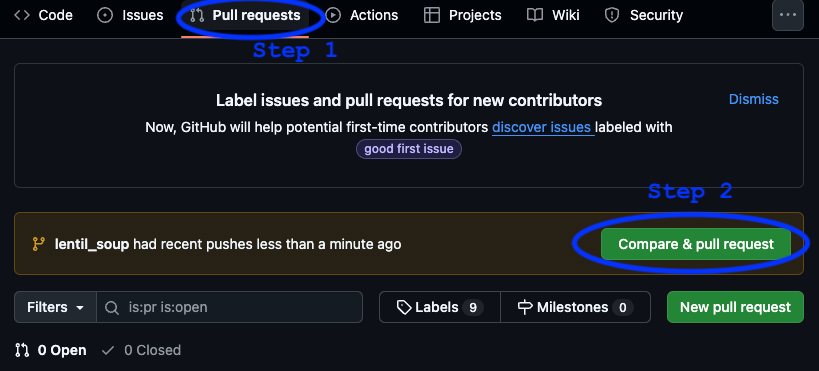 Code Issues Pull requests Actions Projects Wiki Security
Step 1
Label issues and pull requests for new contributors
Dismiss
Now, GitHub will help potential first-time contributors discover issues labeled with
good first issue
Step 2
lentil_soup had recent pushes less than a minute ago
Compare & pull request
Filters is:pr is:open Labels 9 Milestones 0 New pull request
0 Open 0 Closed